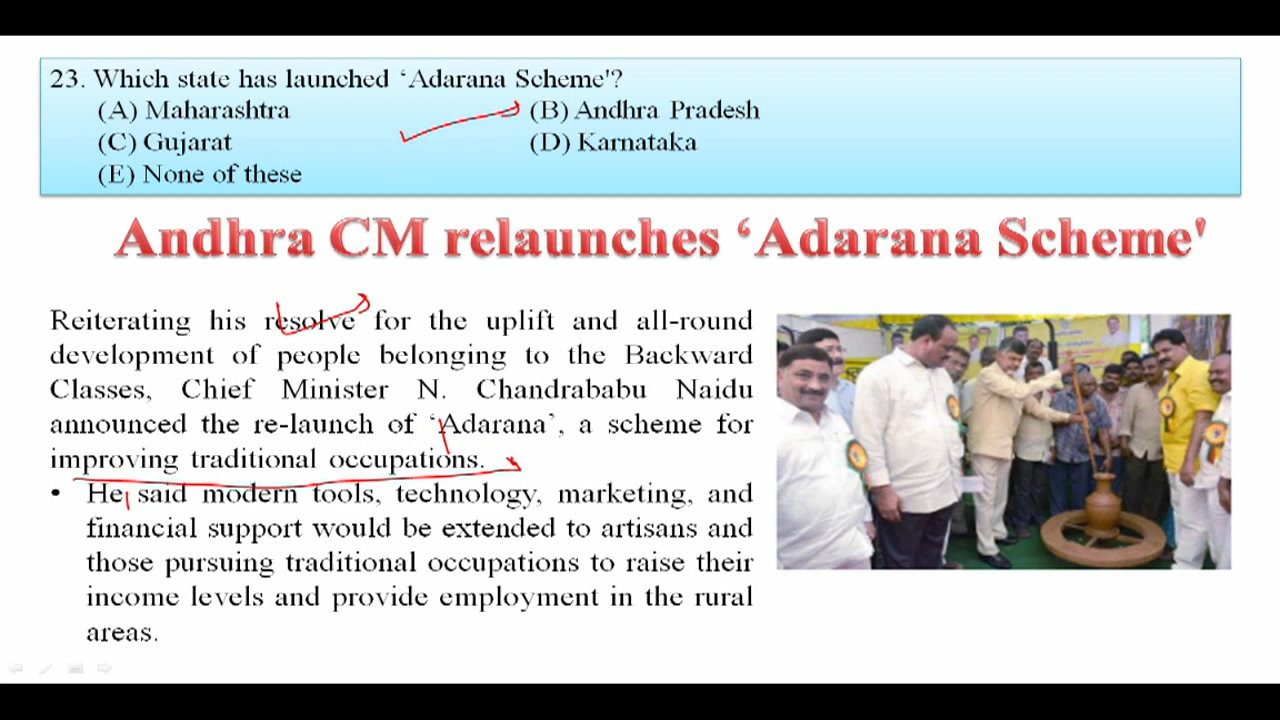 23. Which state has launched ‘Adarana Scheme'?
(A) Maharashtra (B) Andhra Pradesh
(C) Gujarat (D) Karnataka
(E) None of these
Andhra CM relaunches ‘Adarana Scheme'
Reiterating his resolve for the uplift and all-round
development of people belonging to the Backward
Classes, Chief Minister N. Chandrababu Naidu
announced the re-launch of ‘Adarana’, a scheme for
improving traditional occupations.
• He said modern tools, technology, marketing, and
financial support would be extended to artisans and
those pursuing traditional occupations to raise their
income levels and provide employment in the rural
areas.